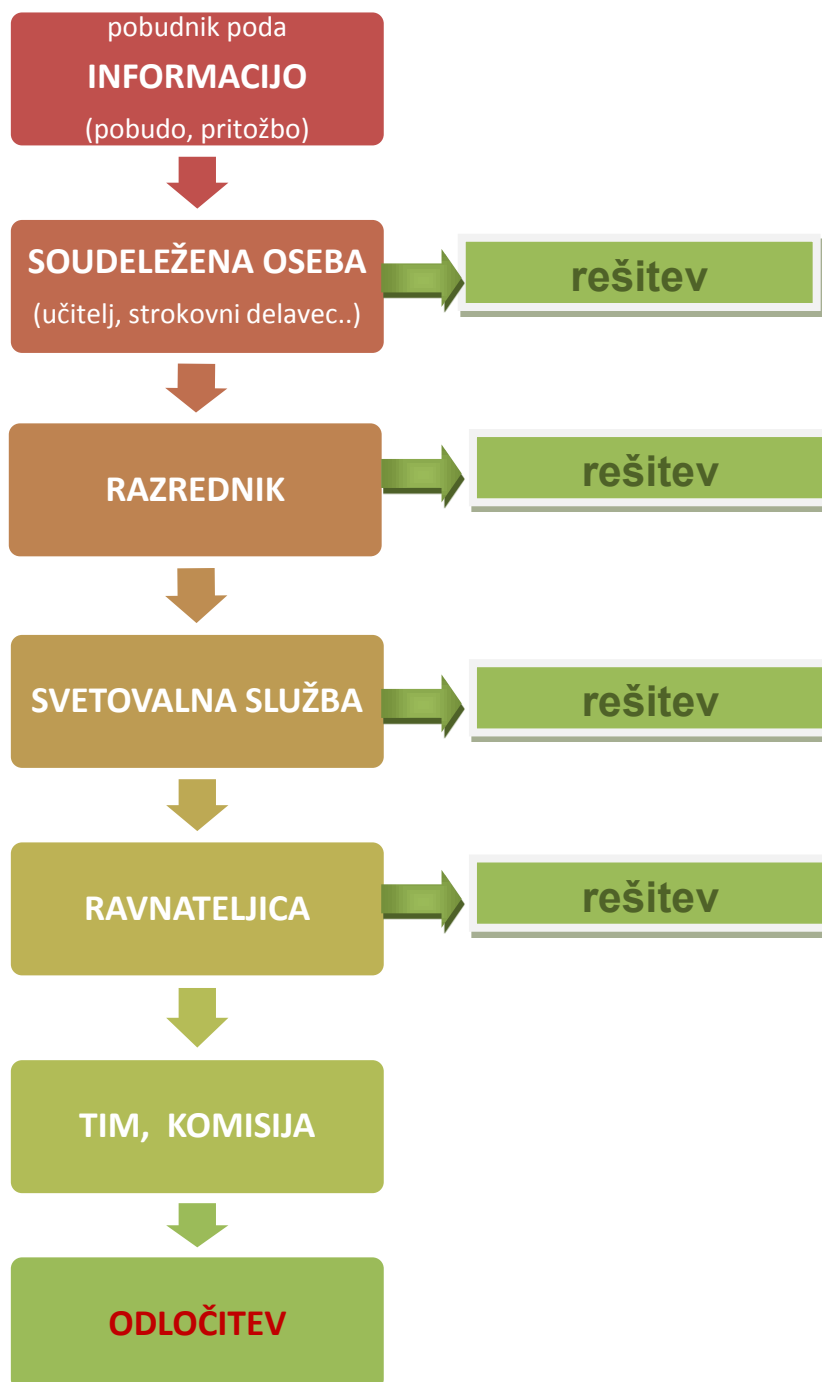 pobudnik poda
INFORMACIJO
(pobudo, pritožbo)
SOUDELEŽENA OSEBA
(učitelj, strokovni delavec..)
rešitev
RAZREDNIK
rešitev
SVETOVALNA SLUŽBA
rešitev
RAVNATELJICA
rešitev
TIM, KOMISIJA
ODLOČITEV